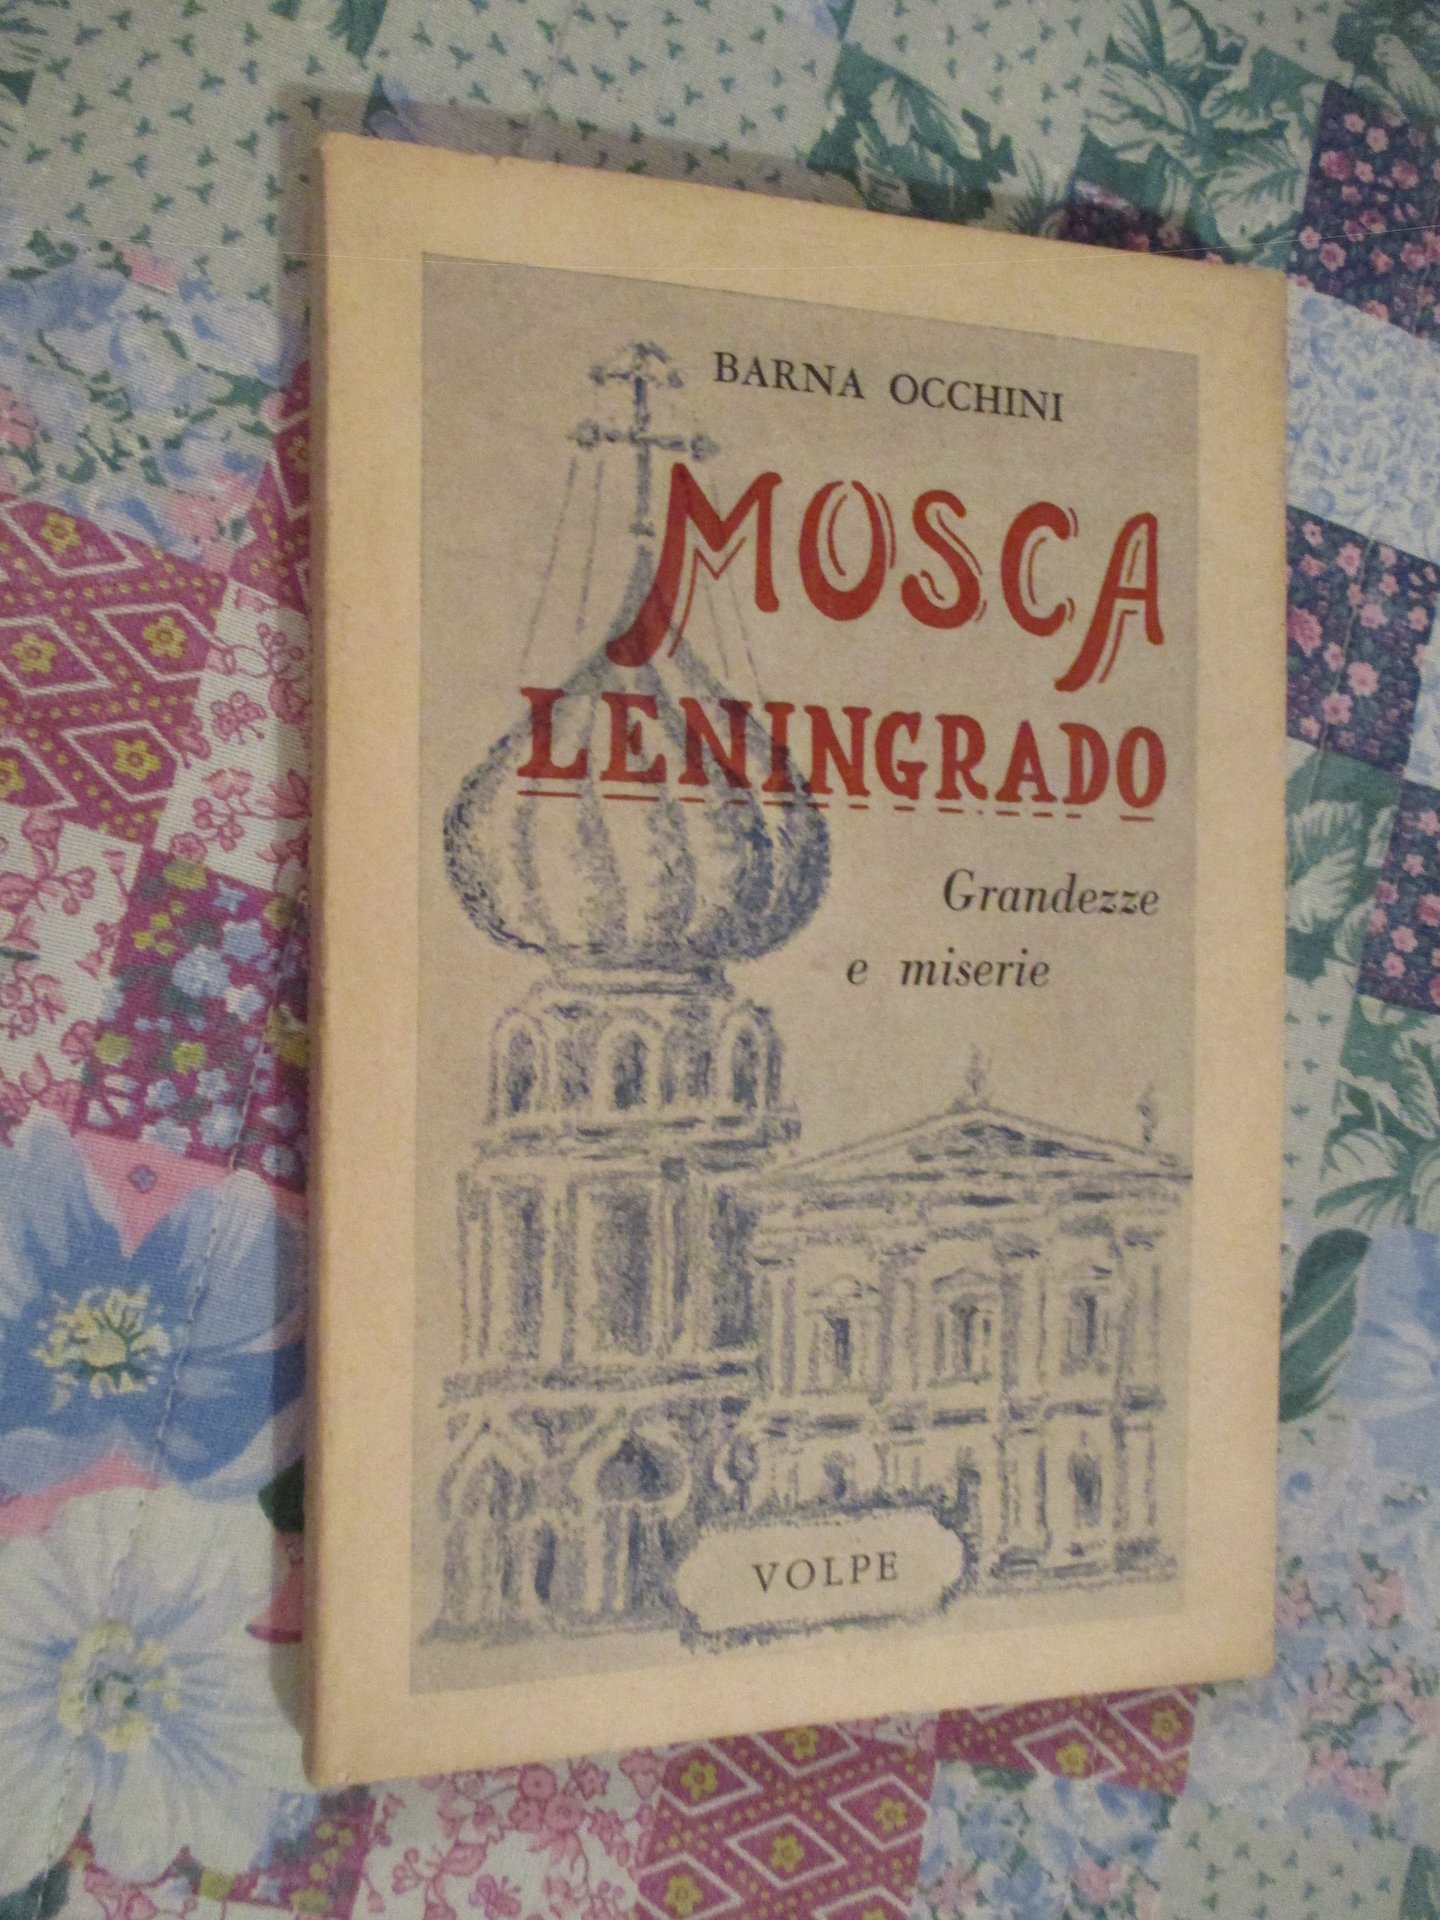 BARNA OCCHINI
MOSCA
LENINGRADO
Grandezze
e miserie
VOLPE